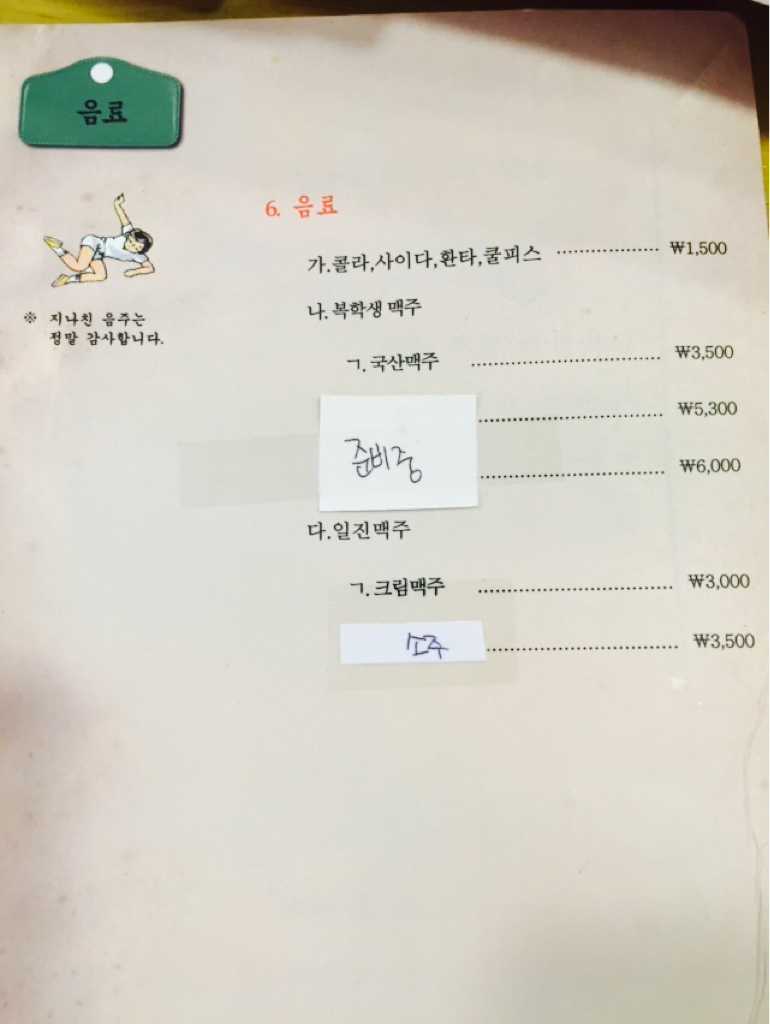 음료
6. 음료
가.콜라,사이다,환타,쿨피스 ₩1,500
※ 지나친 음주는
정말 감사합니다.
나.복학생 맥주
ㄱ.국산맥주 ₩3,500
₩5,300
준비중
₩6,000
다.일진맥주
ㄱ.크림맥주 ₩3,000
소주 ₩3,500